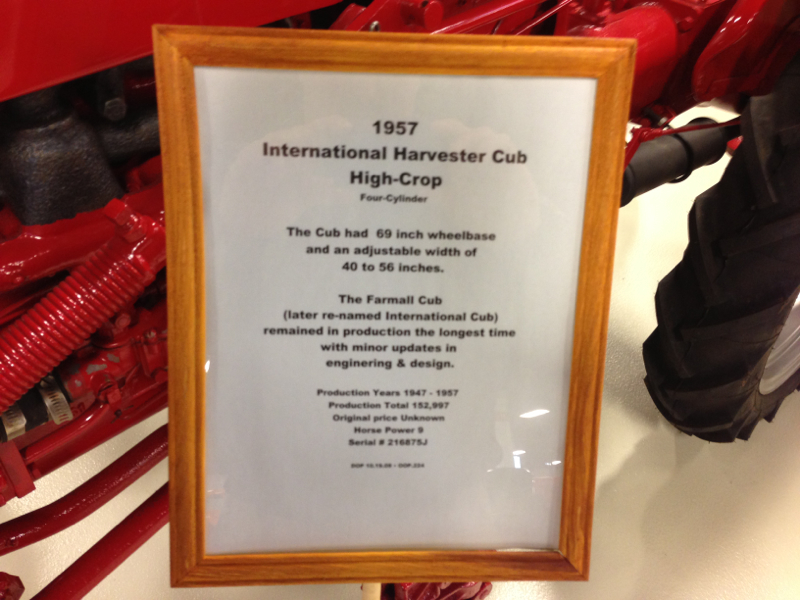 1957
International Harvester Cub
High-Crop
Four-Cylinder
The Cub had 69 inch wheelbase
and an adjustable width of
40 to 56 inches.
The Farmall Cub
(later re-named International Cub)
remained in production the longest time
with minor updates in
enginering & design.
Production Years 1947 - 1957
Production Total 152,997
Original price Unknown
Horse Power 9
Serial # 216875J